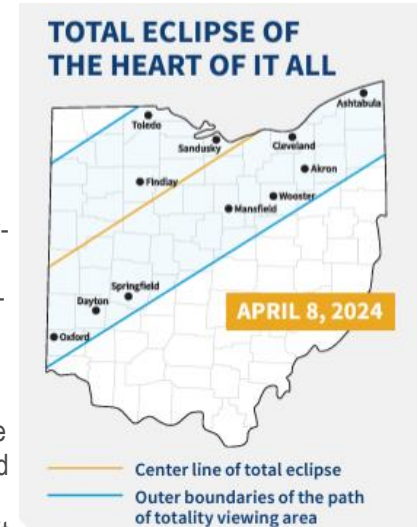 TOTAL ECLIPSE OF
THE HEART OF IT ALL
Ashtabula
Toledo
Sandusky
Cleveland
Akron
Findlay
Wooster
Mansfield
Springfield
Dayton
APRIL 8, 2024
Oxford
Center line of total eclipse
Outer boundaries of the path
of totality viewing area